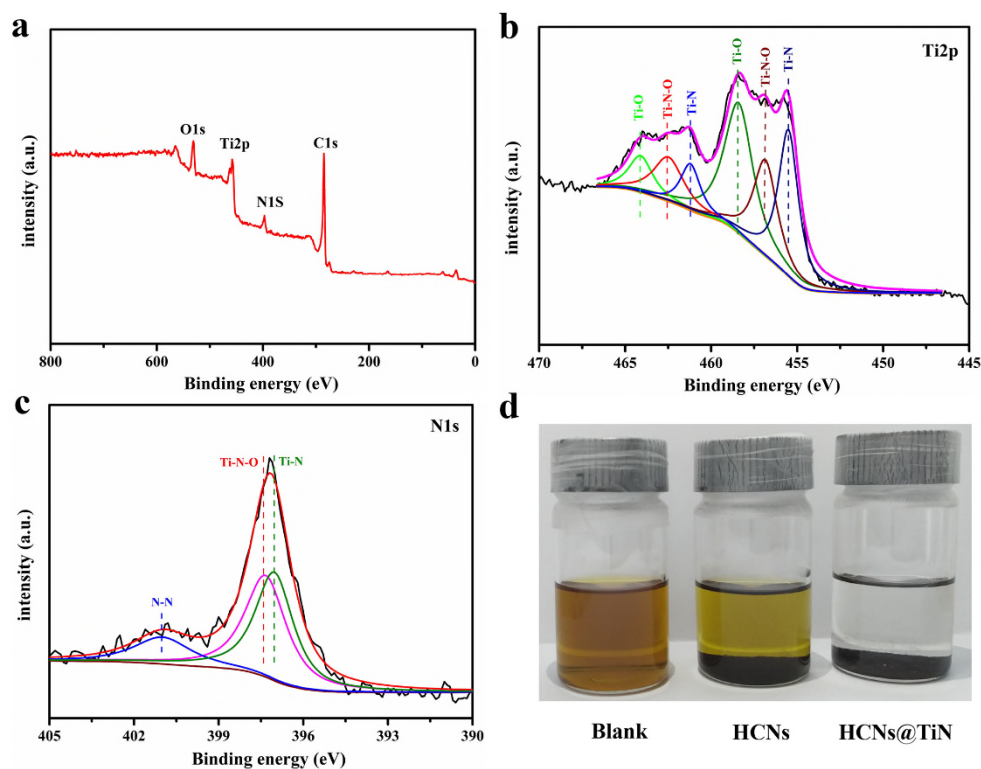 a
O1s
Ti2p
N1S
C1s
intensity (a.u.)
800
600
400
200
0
Binding energy (eV)
b
Ti2p
Ti-O
Ti-N-O
Ti-N
Ti-O
Ti-N-O
Ti-N
intensity (a.u.)
470
465
460
455
450
445
Binding energy (eV)
c
N1s
Ti-N-O
Ti-N
N-N
intensity (a.u.)
405
402
399
396
393
390
Binding energy (eV)
d
Blank
HCNs
HCNs@TiN